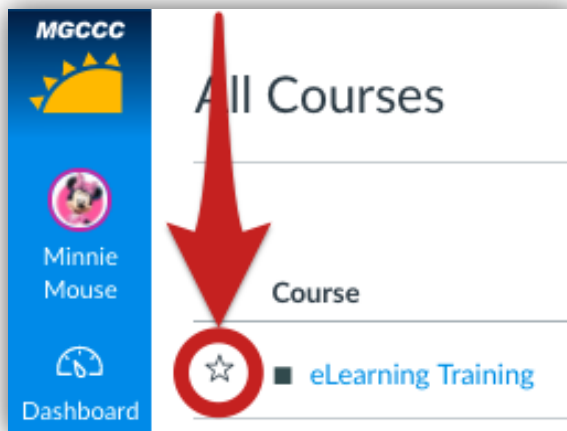 MGCCC
All Courses
Minnie
Mouse
Course
eLearning Training
Dashboard